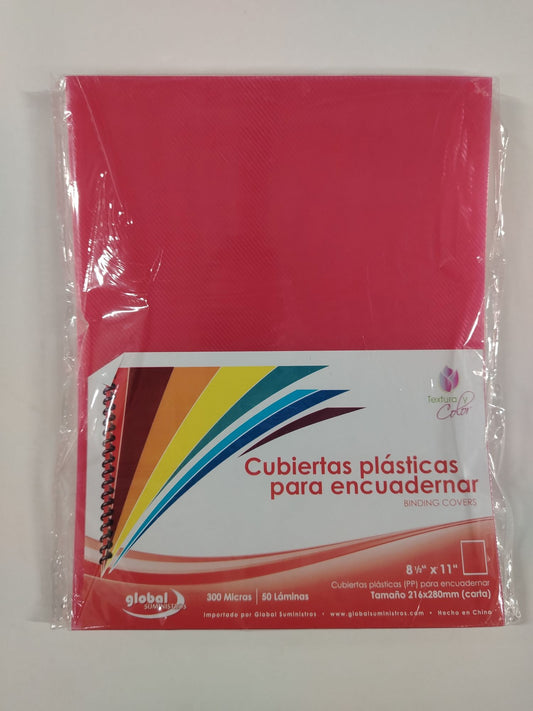 Textura y
Color
Cubiertas plásticas
para encuadernar
BINDING COVERS
8 1/2" x 11"
Cubiertas plásticas (PP) para encuadernar
Tamaño 216x280mm (carta)
global
SUMINISTROS
300 Micras | 50 Láminas
Importado por Global Suministros • www.globalsuministros.com • Hecho en China